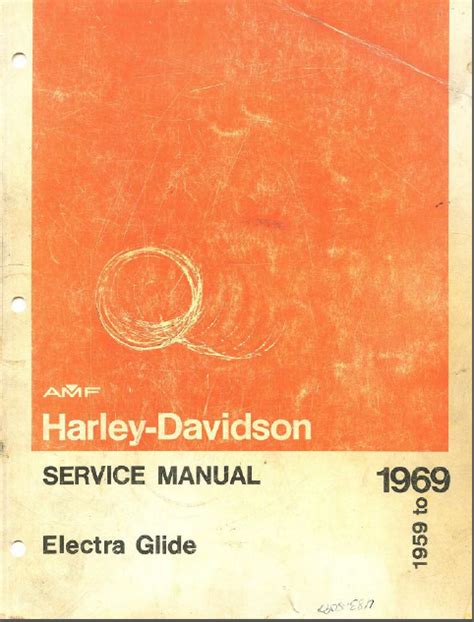 AMF
Harley-Davidson
SERVICE MANUAL
1959 to
1969
Electra Glide